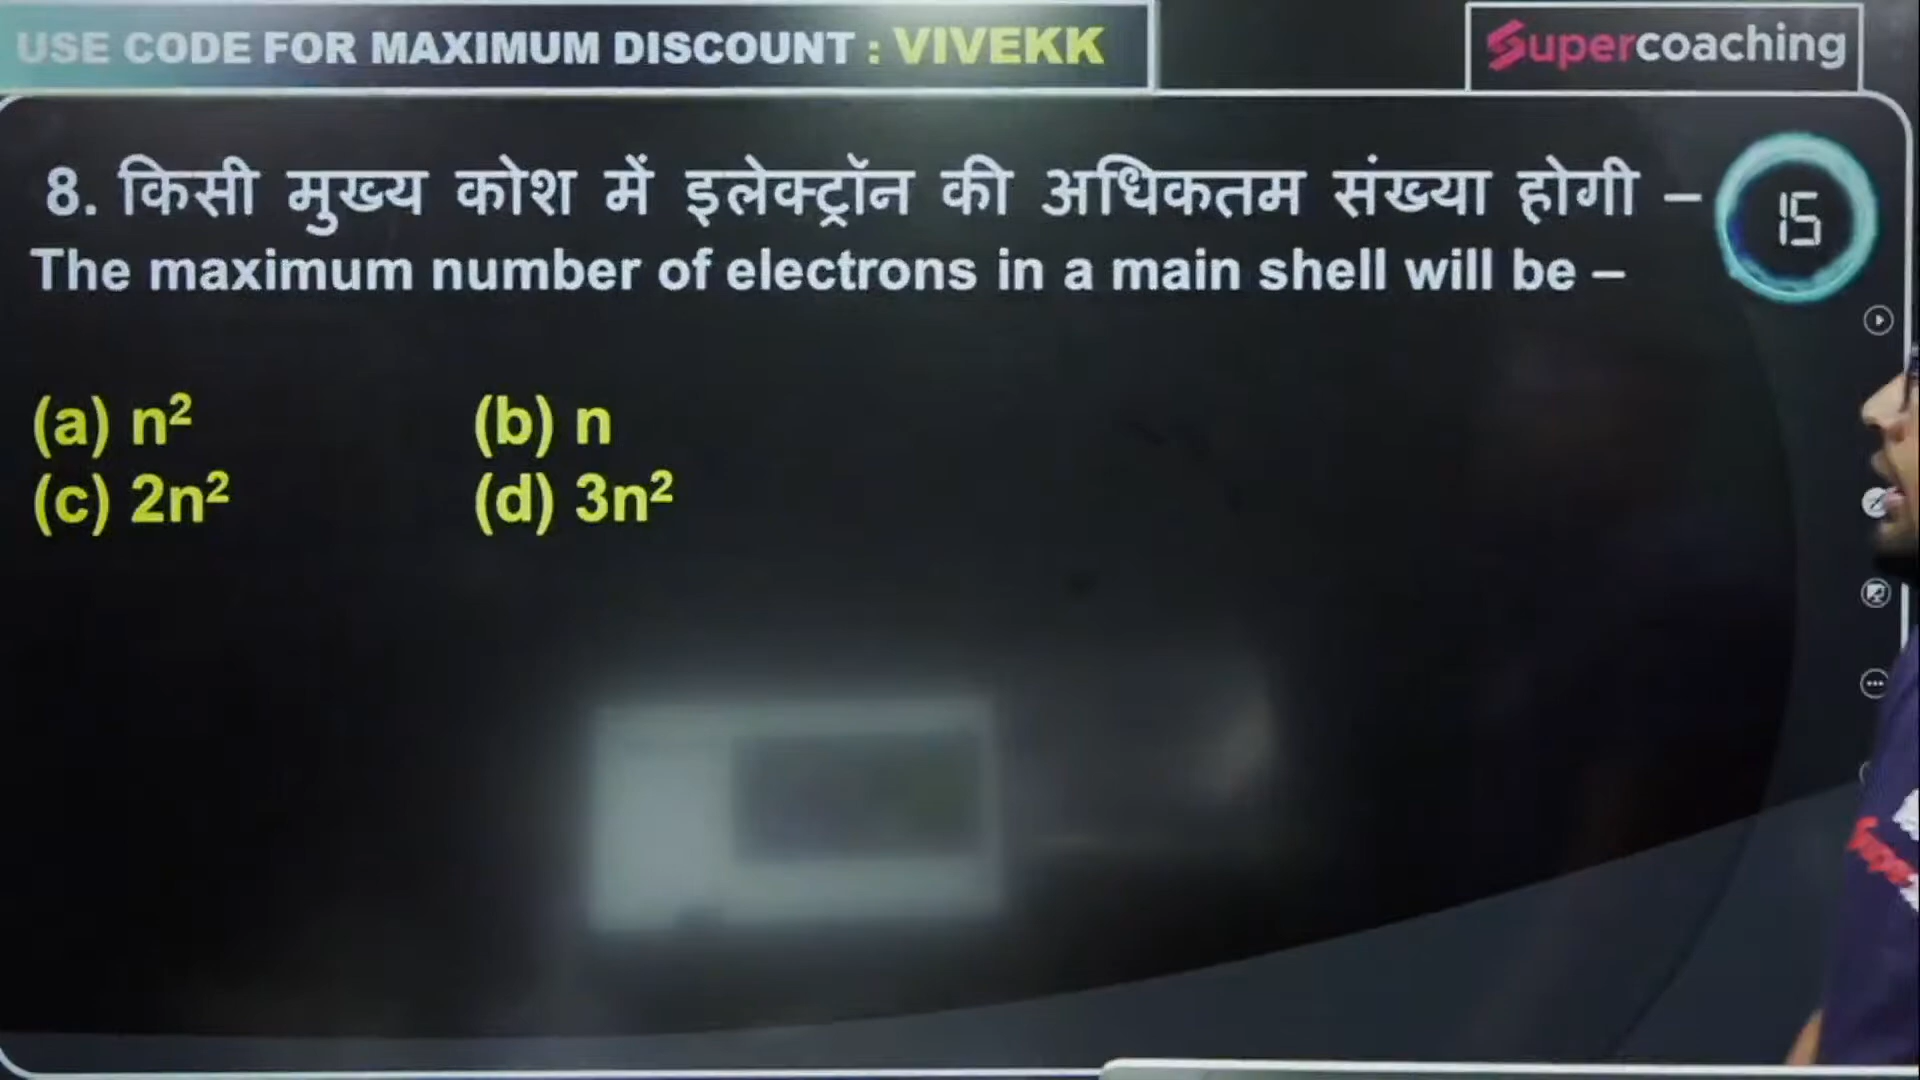 USE CODE FOR MAXIMUM DISCOUNT : VIVEKK
Supercoaching
8. किसी मुख्य कोश में इलेक्ट्रॉन की अधिकतम संख्या होगी –
15
The maximum number of electrons in a main shell will be –
(a) n² (b) n
(c) 2n² (d) 3n²